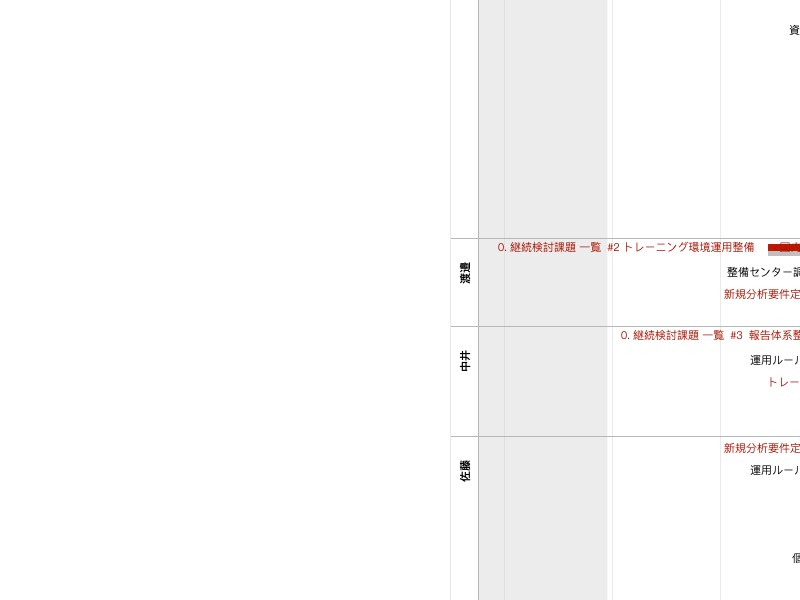 資
0. 継続検討課題 一覧 #2 トレーニング環境運用整備
渡邉
整備センター
新規分析要件定
0. 継続検討課題 一覧 #3 報告体系整
中井
運用ルール
トレー
新規分析要件定
佐藤
運用ルール
個